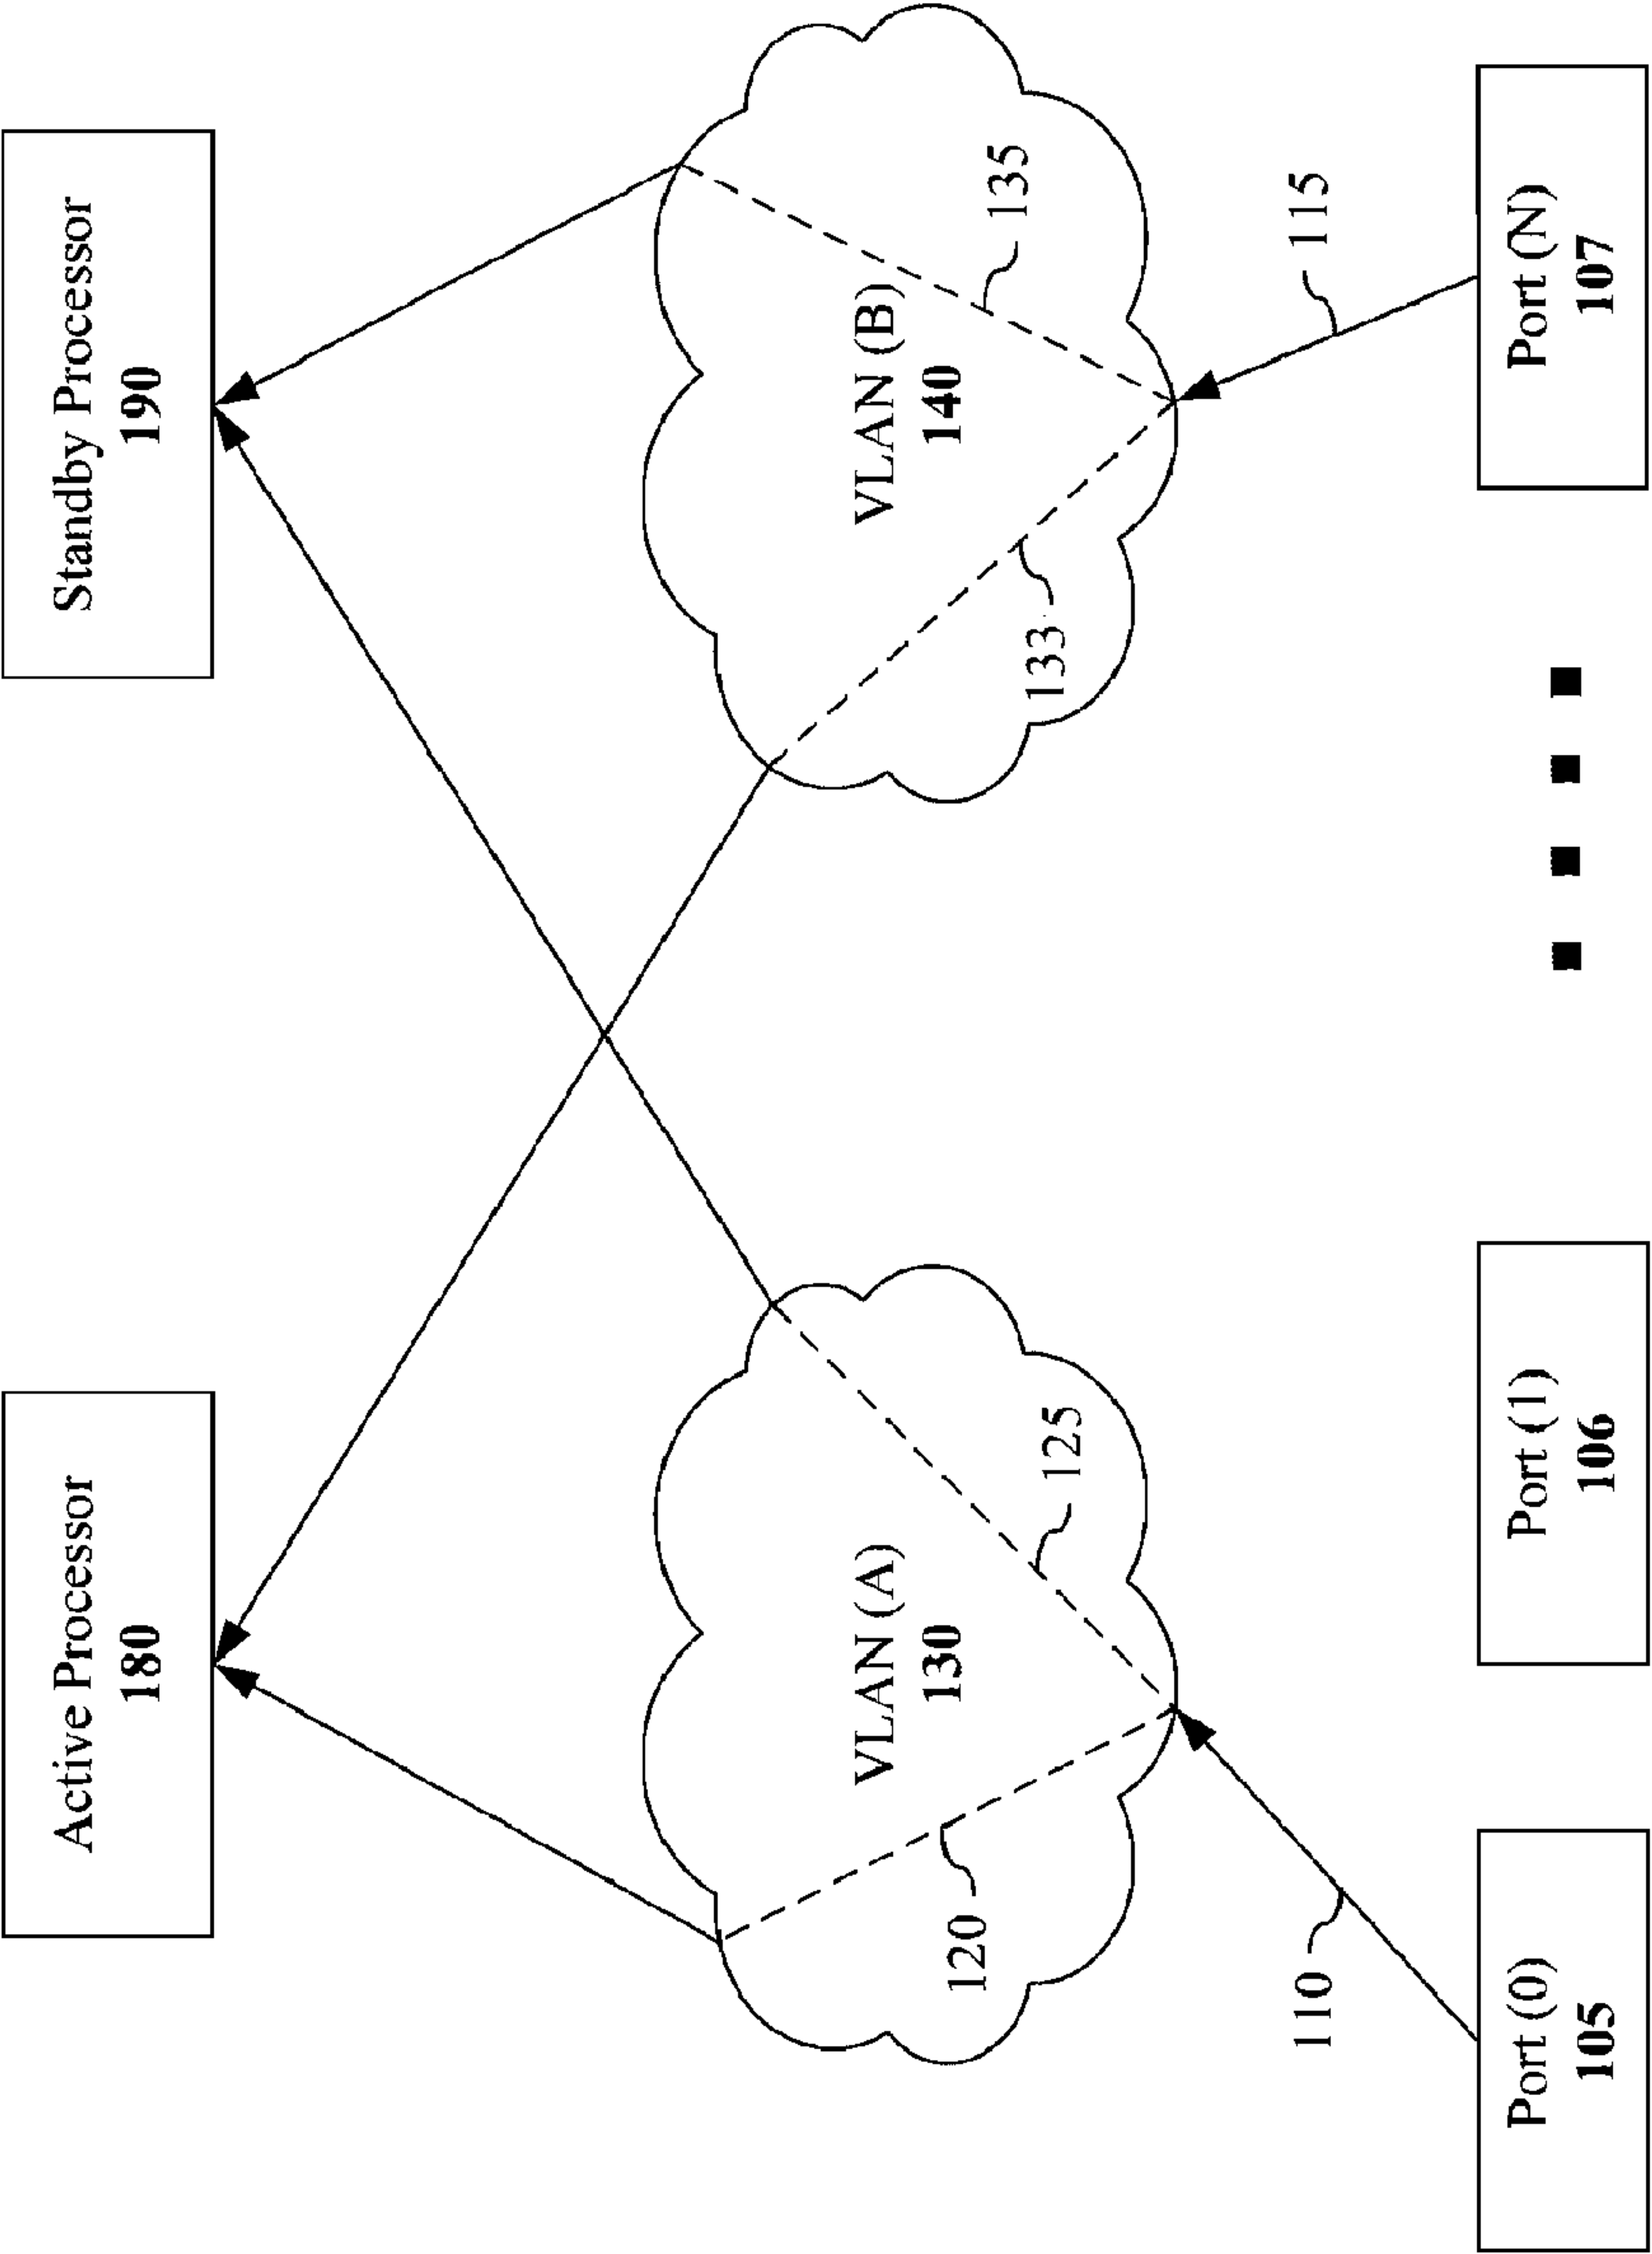 Active Processor
180
Standby Processor
190
VLAN (A)
130
120
125
VLAN (B)
140
133
135
110
115
Port (0)
105
Port (1)
106
Port (N)
107